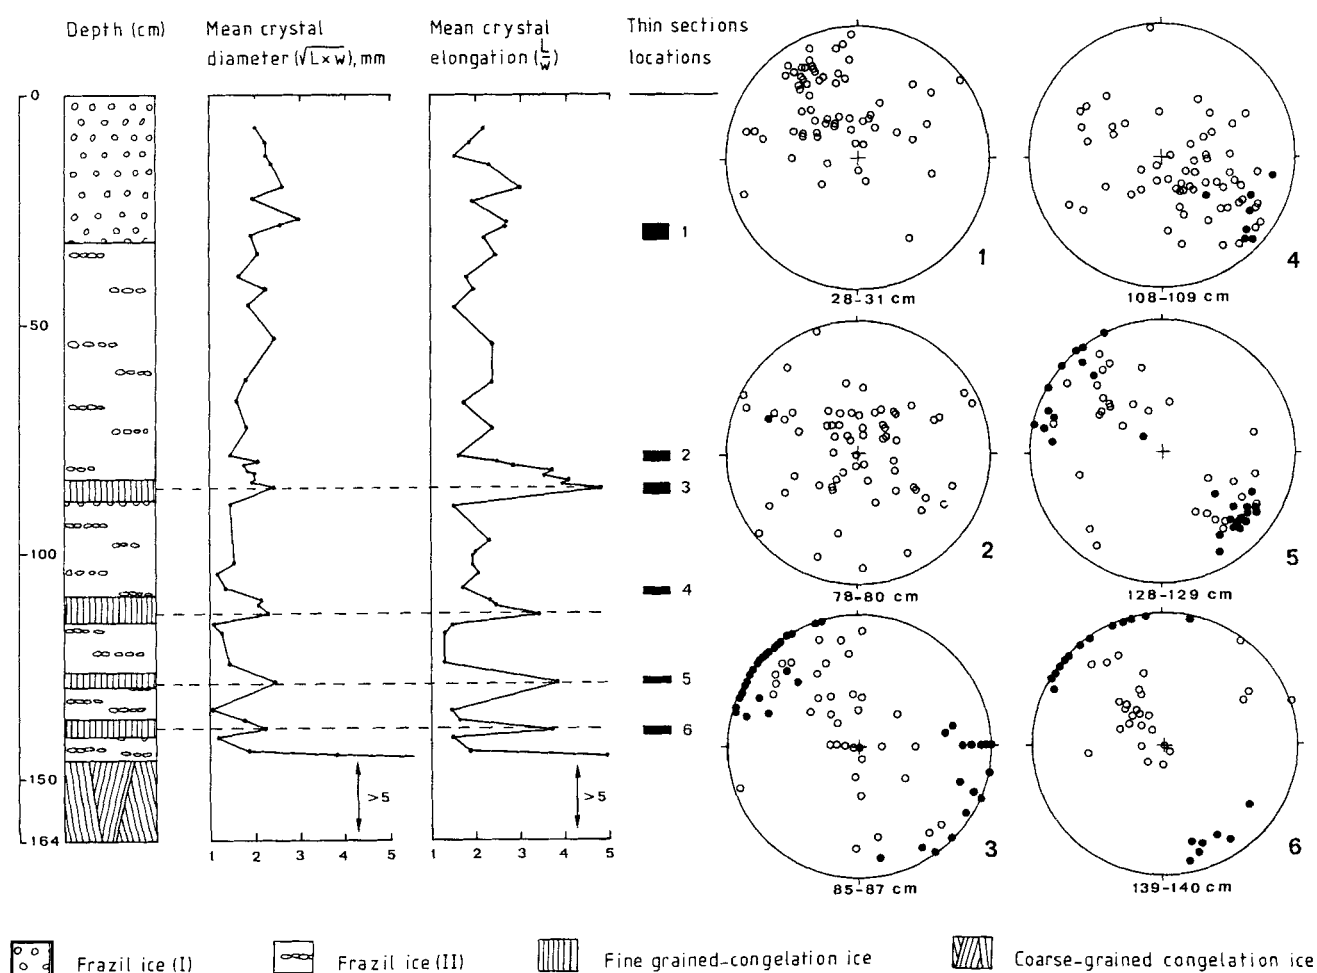 Depth (cm)
Mean crystal
diameter (√L×w), mm
Mean crystal
elongation (L/w)
Thin sections
locations
0
50
100
150
164
1
2
3
4
5
6
>5
>5
1 2 3 4 5
1 2 3 4 5
1
28-31 cm
4
108-109 cm
2
78-80 cm
5
128-129 cm
3
85-87 cm
6
139-140 cm
Frazil ice (I)
Frazil ice (II)
Fine grained-congelation ice
Coarse-grained congelation ice